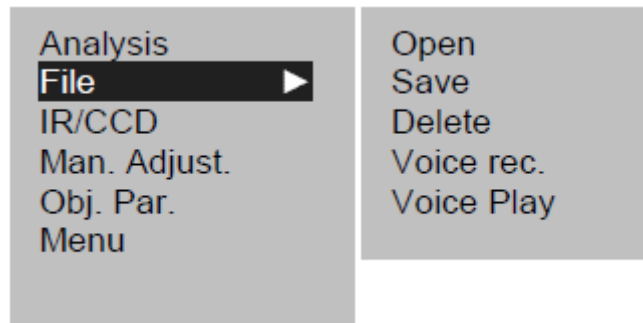 Analysis
File
IR/CCD
Man. Adjust.
Obj. Par.
Menu
Open
Save
Delete
Voice rec.
Voice Play